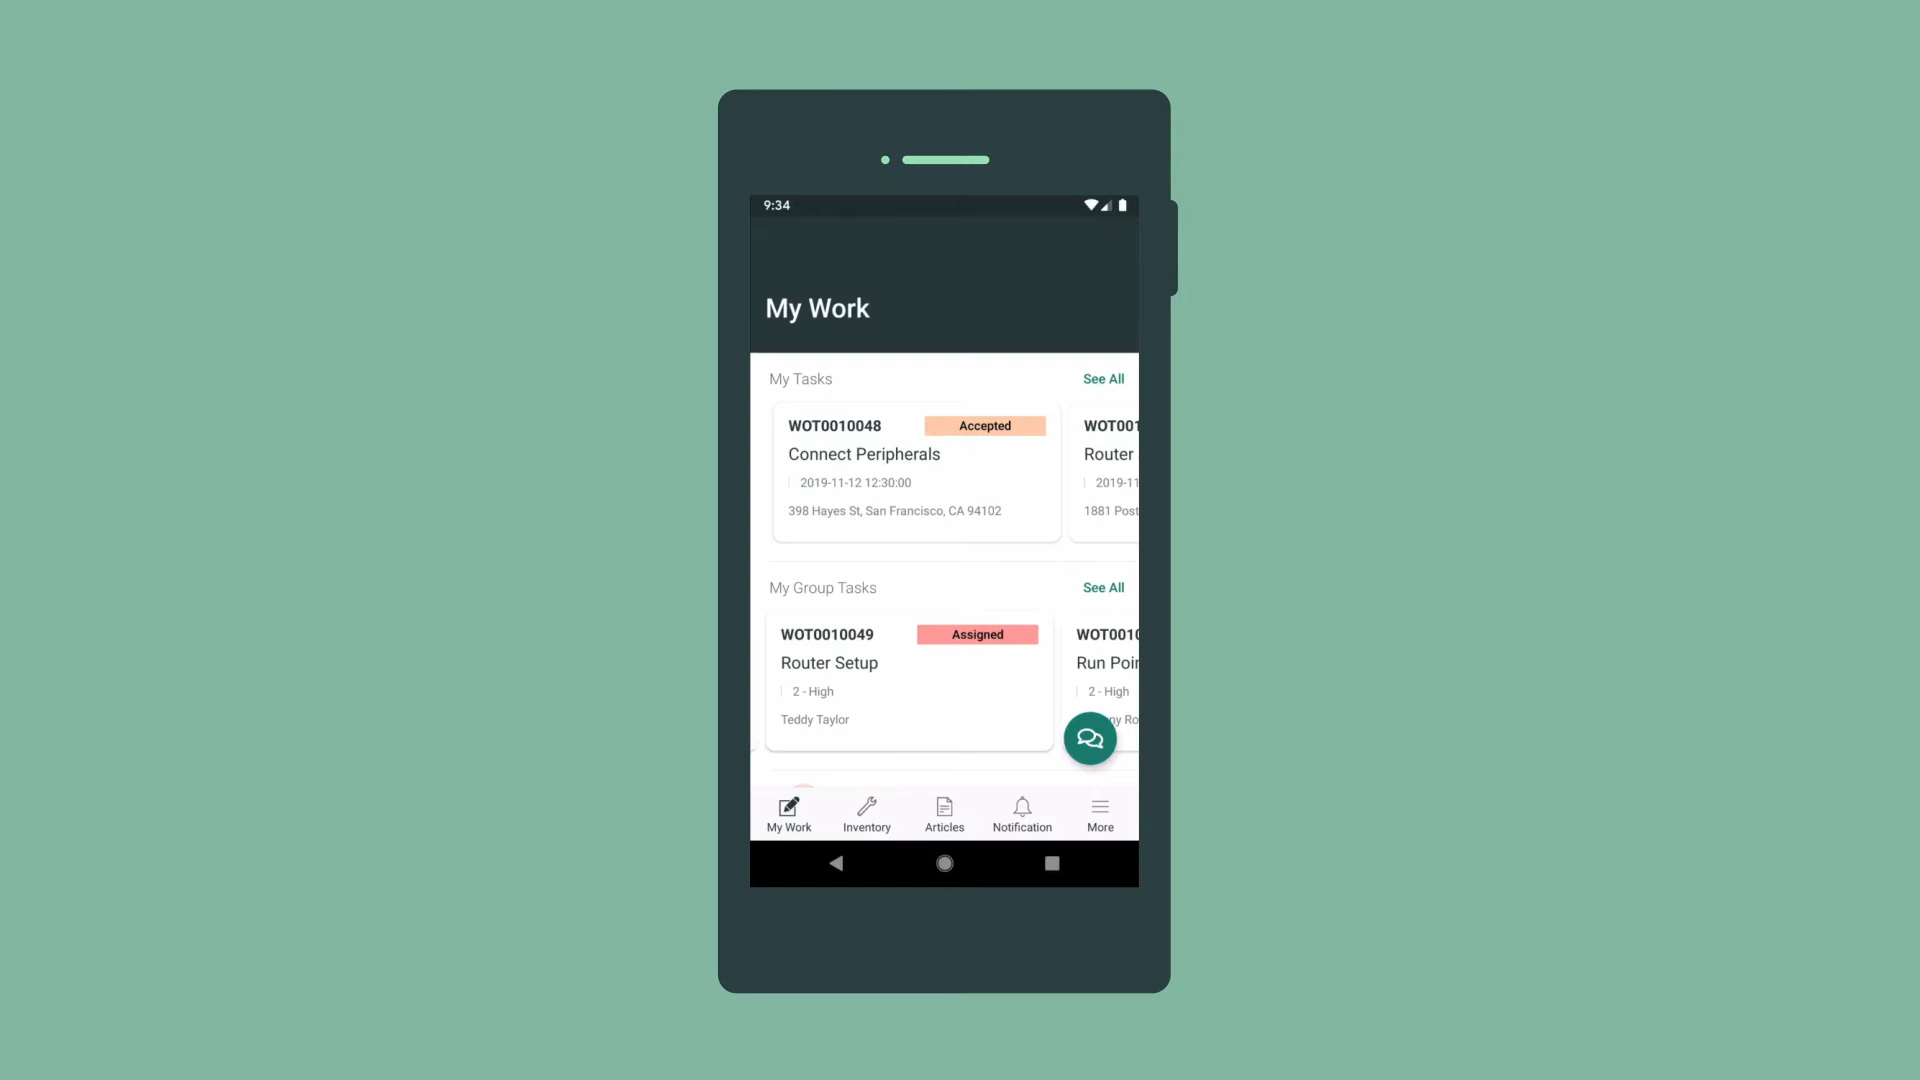 9:34
My Work
My Tasks See All
WOT0010048 Accepted WOT001
Connect Peripherals Router
2019-11-12 12:30:00 2019-11
398 Hayes St, San Francisco, CA 94102 1881 Post
My Group Tasks See All
WOT0010049 Assigned WOT0010
Router Setup Run Poin
2 - High 2 - High
Teddy Taylor ny Ro
My Work Inventory Articles Notification More